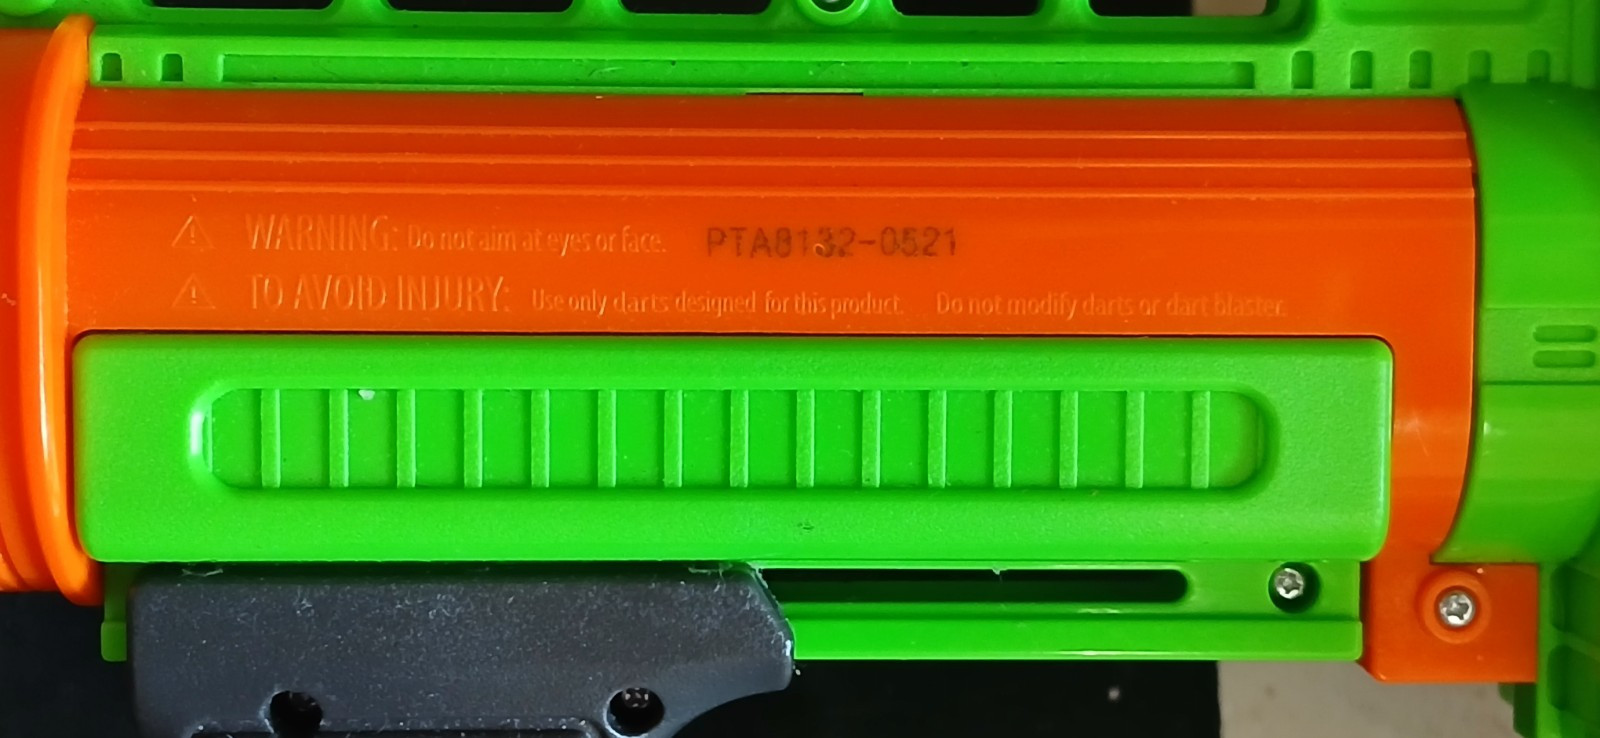 WARNING: Do not aim at eyes or face. PTA8132-0521
TO AVOID INJURY: Use only darts designed for this product. Do not modify darts or dart blaster.